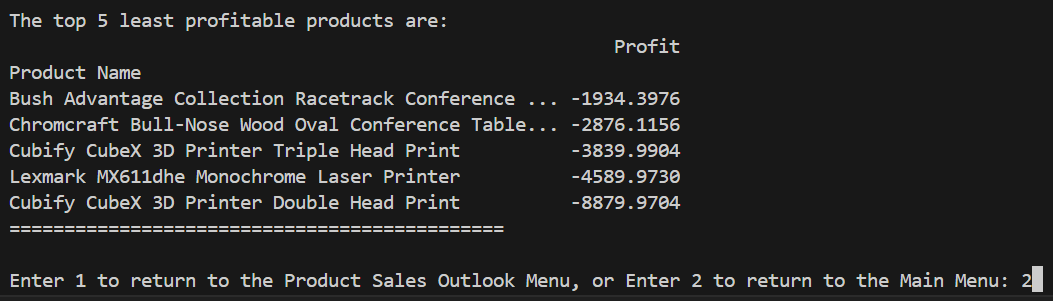 The top 5 least profitable products are:
Profit
Product Name
Bush Advantage Collection Racetrack Conference ... -1934.3976
Chromcraft Bull-Nose Wood Oval Conference Table... -2876.1156
Cubify CubeX 3D Printer Triple Head Print -3839.9904
Lexmark MX611dhe Monochrome Laser Printer -4589.9730
Cubify CubeX 3D Printer Double Head Print -8879.9704
=============================================
Enter 1 to return to the Product Sales Outlook Menu, or Enter 2 to return to the Main Menu: 2